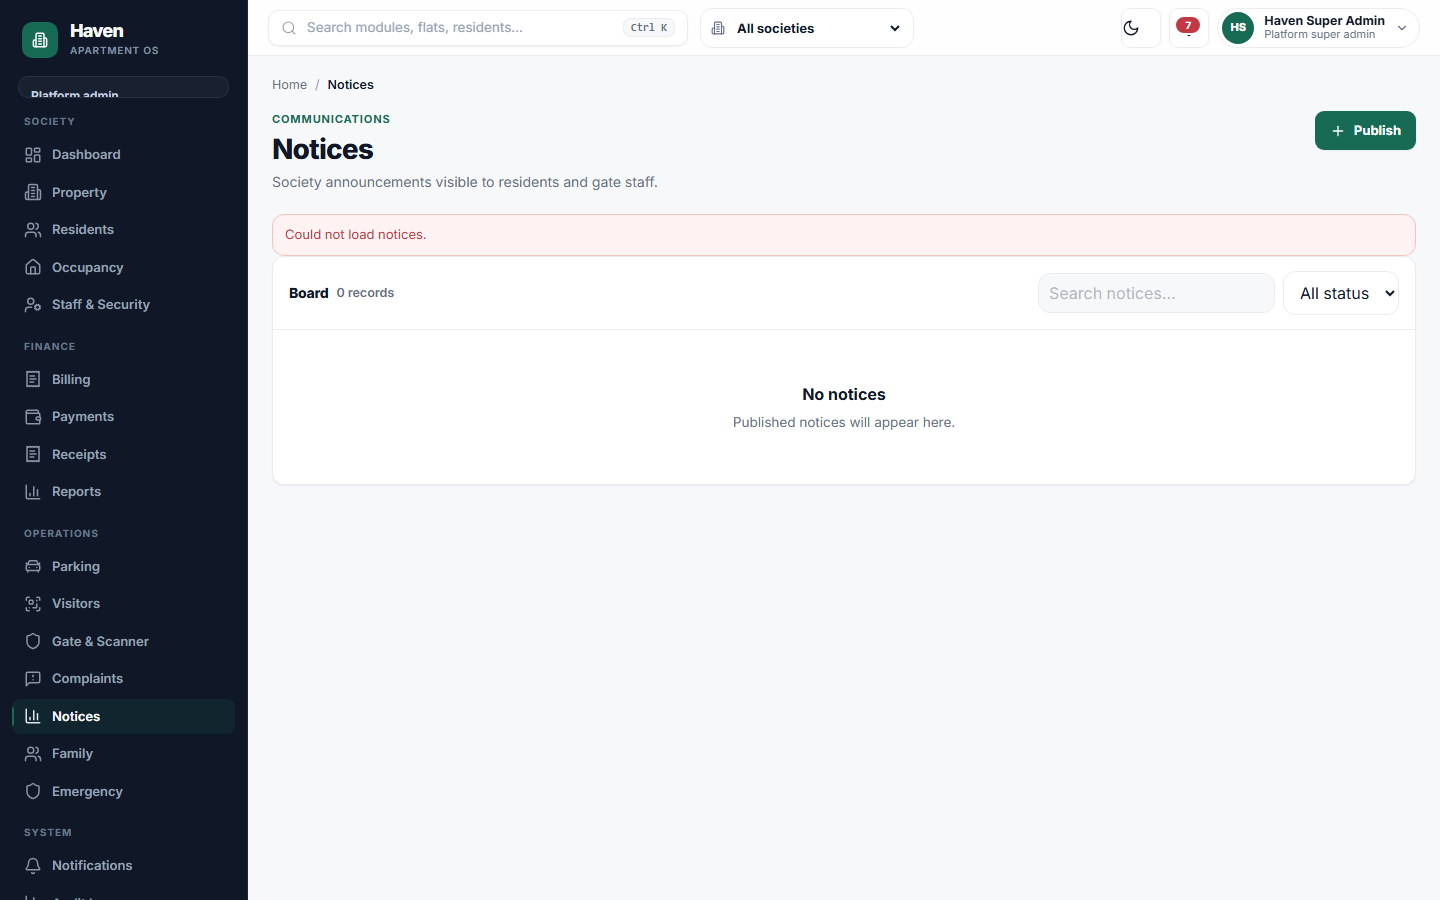 Haven
APARTMENT OS
Platform admin
SOCIETY
Dashboard
Property
Residents
Occupancy
Staff & Security
FINANCE
Billing
Payments
Receipts
Reports
OPERATIONS
Parking
Visitors
Gate & Scanner
Complaints
Notices
Family
Emergency
SYSTEM
Notifications
Search modules, flats, residents...
Ctrl K
All societies
7
HS
Haven Super Admin
Platform super admin
Home / Notices
COMMUNICATIONS
Notices
Society announcements visible to residents and gate staff.
+ Publish
Could not load notices.
Board 0 records
Search notices...
All status
No notices
Published notices will appear here.